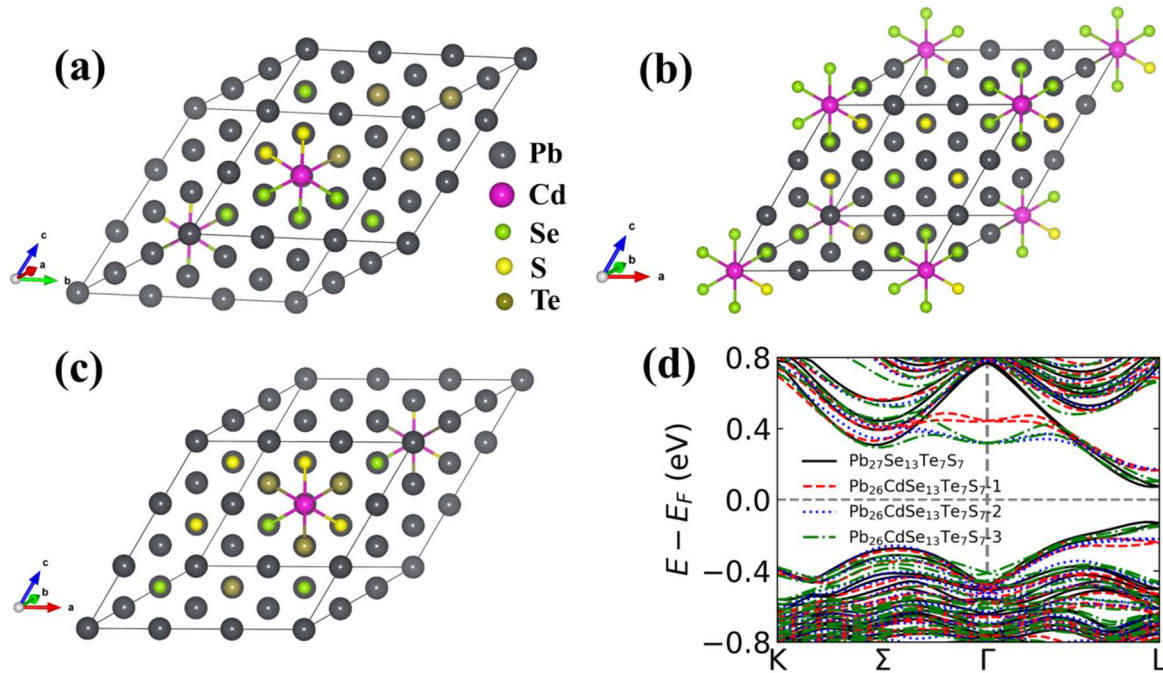 (a)
Pb
Cd
Se
S
Te
c
a
b
(b)
c
b
a
(c)
c
b
a
(d)
E − E_F (eV)
0.8
0.4
0.0
−0.4
−0.8
Pb₂₇Se₁₃Te₇S₇
Pb₂₆CdSe₁₃Te₇S₇-1
Pb₂₆CdSe₁₃Te₇S₇-2
Pb₂₆CdSe₁₃Te₇S₇-3
K Σ Γ L